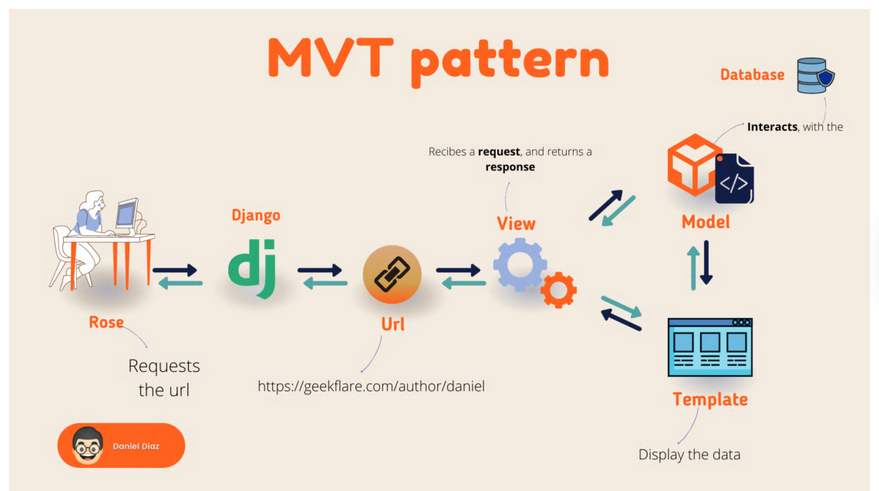 MVT pattern
Database
Interacts, with the
Recibes a request, and returns a
response
Model
View
Django
dj
Url
Rose
Requests
the url
https://geekflare.com/author/daniel
Template
Display the data
Daniel Diaz